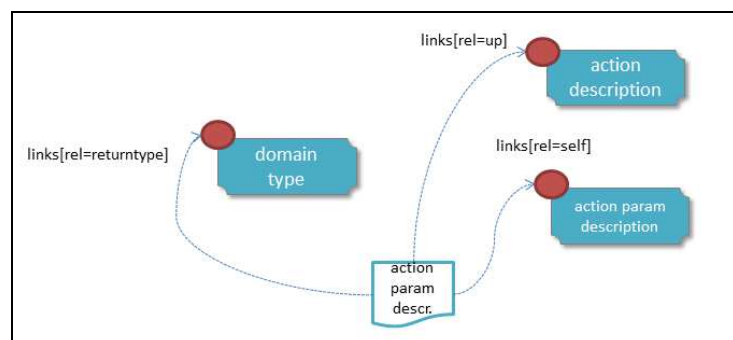 links[rel=up]
action
description
links[rel=returntype]
domain
type
links[rel=self]
action param
description
action
param
descr.